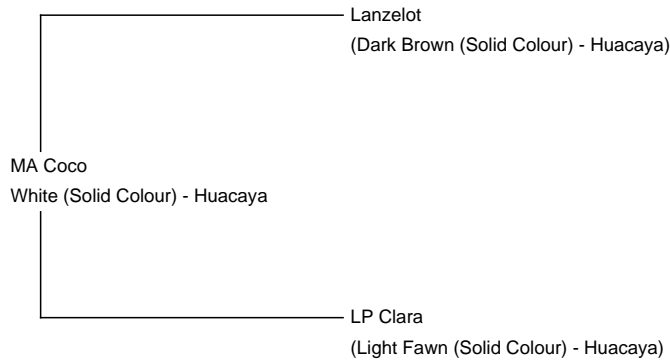 Lanzelot
(Dark Brown (Solid Colour) - Huacaya)
MA Coco
White (Solid Colour) - Huacaya
LP Clara
(Light Fawn (Solid Colour) - Huacaya)